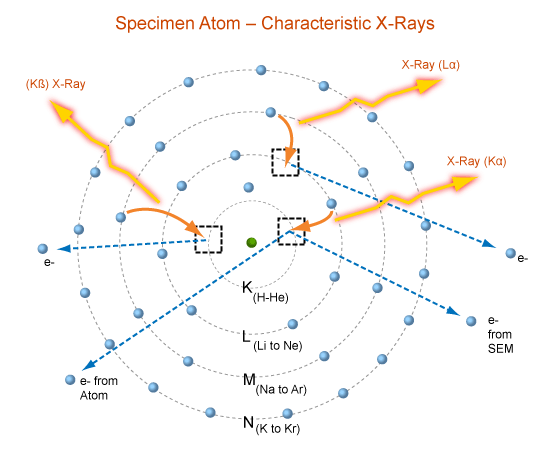 Specimen Atom – Characteristic X-Rays
X-Ray (Lα)
(Kß) X-Ray
X-Ray (Kα)
e-
e-
K(H-He)
e-
from
SEM
L(Li to Ne)
e- from
Atom
M(Na to Ar)
N(K to Kr)